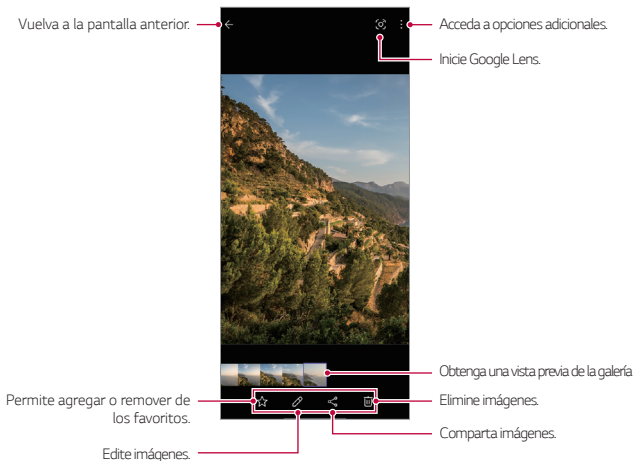 Vuelva a la pantalla anterior.
Acceda a opciones adicionales.
Inicie Google Lens.
Obtenga una vista previa de la galería
Permite agregar o remover de
los favoritos.
Elimine imágenes.
Comparta imágenes.
Edite imágenes.